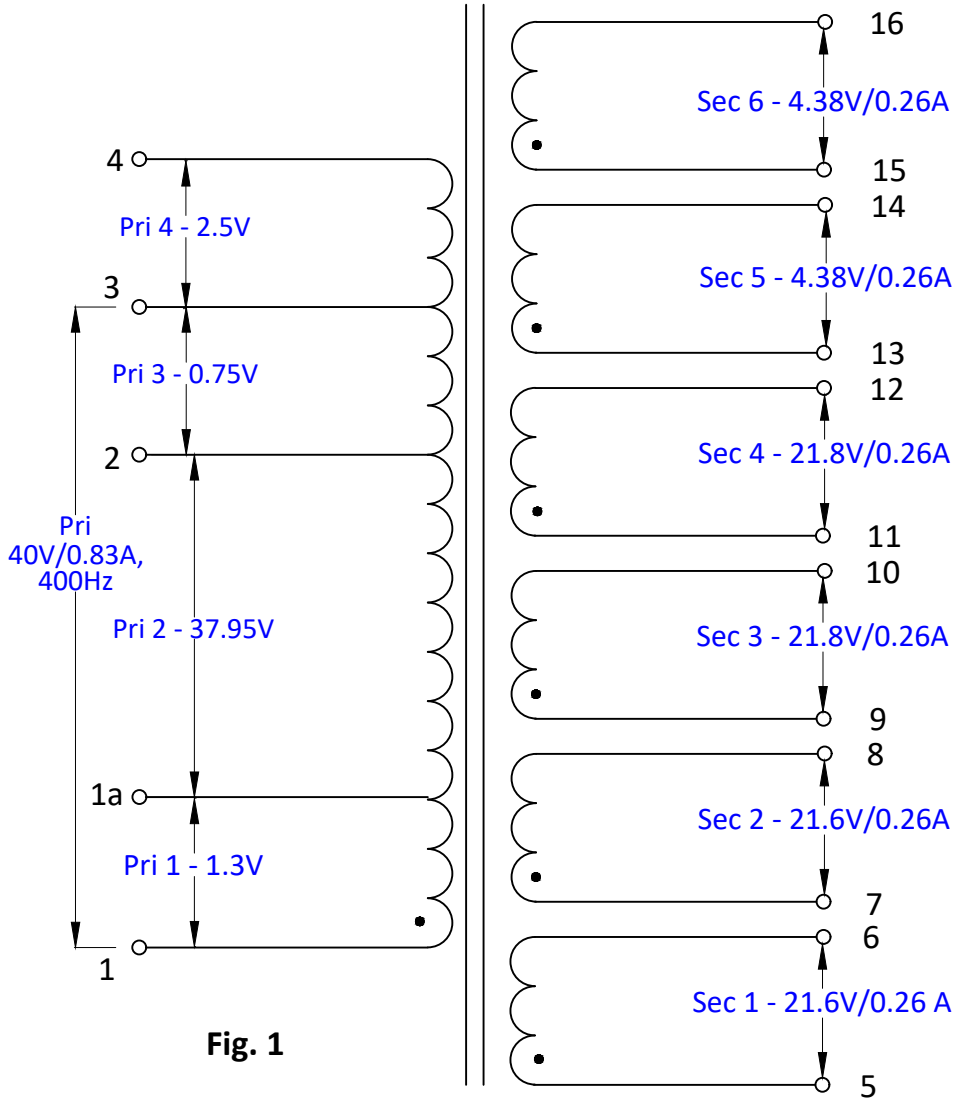 16
Sec 6 - 4.38V/0.26A
15
4
Pri 4 - 2.5V
14
Sec 5 - 4.38V/0.26A
3
13
Pri 3 - 0.75V
12
2
Sec 4 - 21.8V/0.26A
Pri
40V/0.83A,
400Hz
11
10
Pri 2 - 37.95V
Sec 3 - 21.8V/0.26A
9
8
1a
Sec 2 - 21.6V/0.26A
Pri 1 - 1.3V
7
6
1
Sec 1 - 21.6V/0.26 A
Fig. 1
5